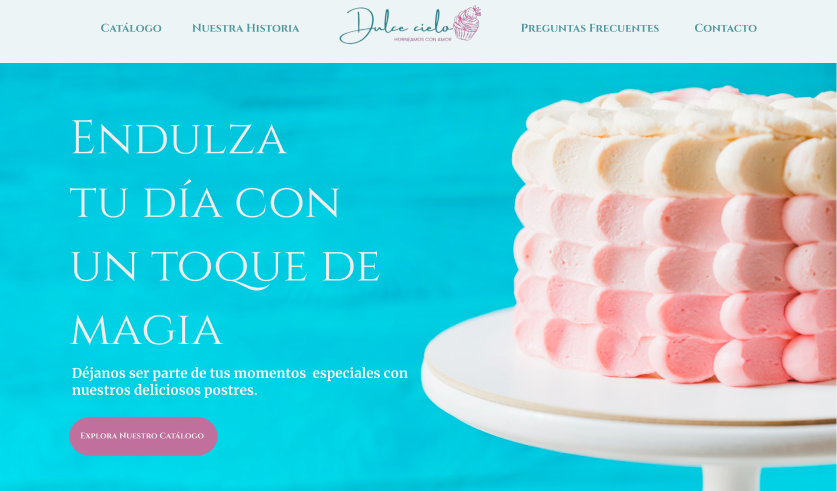 Catálogo
Nuestra Historia
Dulce cielo
HORNEAMOS CON AMOR
Preguntas Frecuentes
Contacto
Endulza
tu día con
un toque de
magia
Déjanos ser parte de tus momentos especiales con
nuestros deliciosos postres.
Explora Nuestro Catálogo